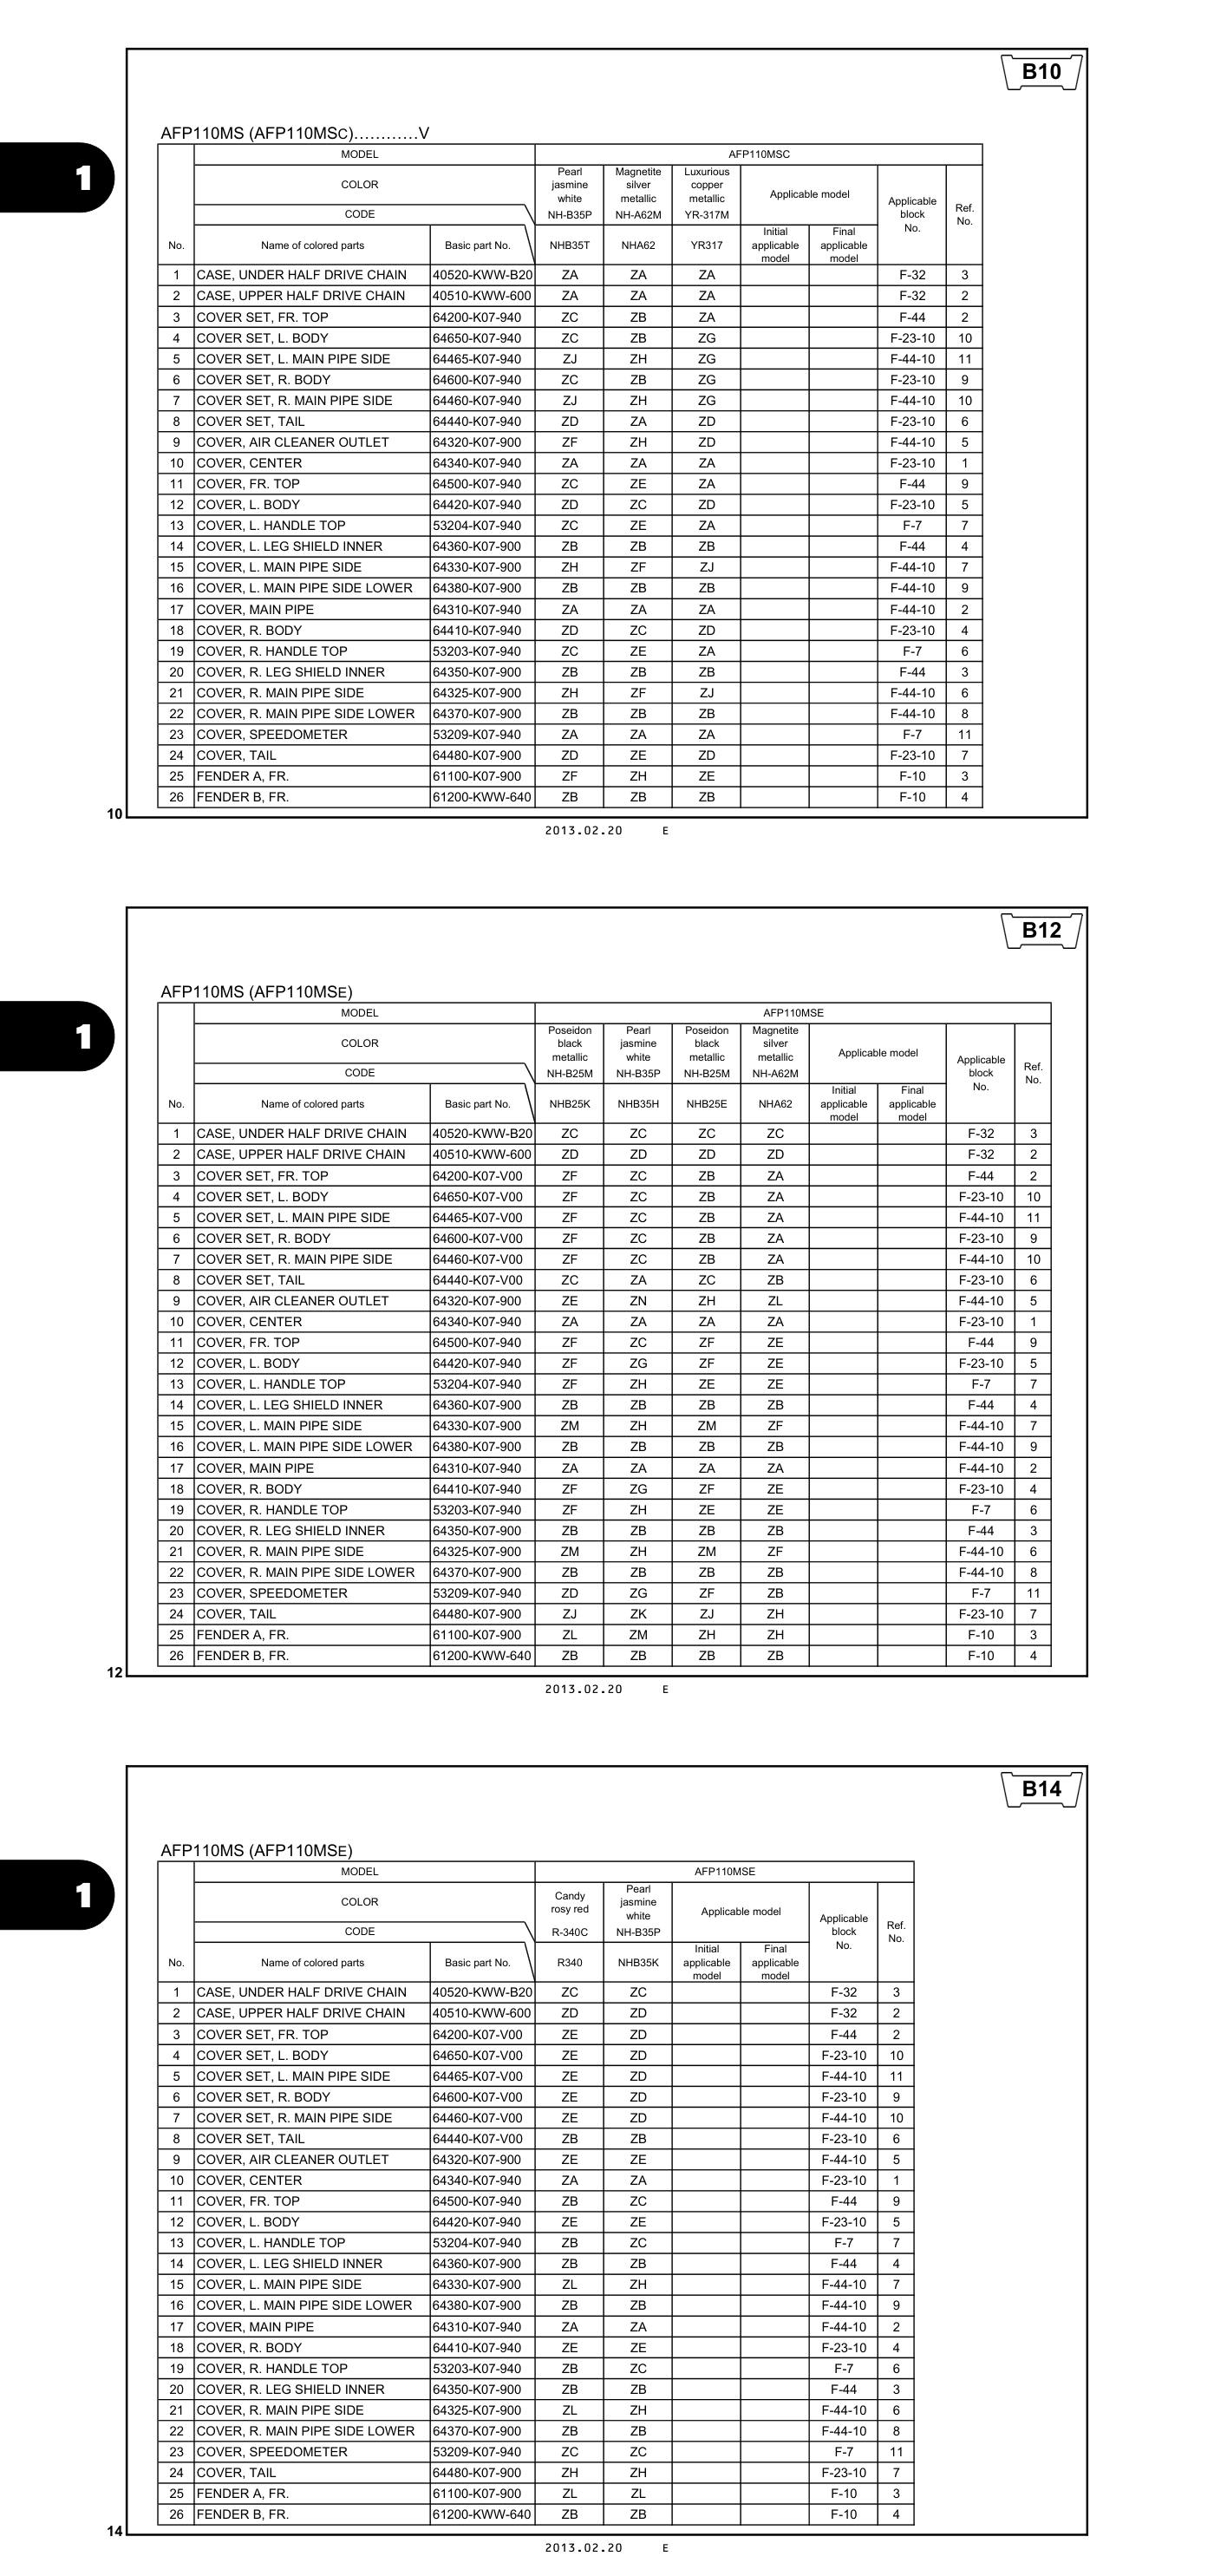 B10
1
AFP110MS (AFP110MSC)............V
MODEL AFP110MSC
COLOR Pearl jasmine white Magnetite silver metallic Luxurious copper metallic Applicable model Applicable block No. Ref. No.
CODE NH-B35P NH-A62M YR-317M
No. Name of colored parts Basic part No. NHB35T NHA62 YR317 Initial applicable model Final applicable model
1 CASE, UNDER HALF DRIVE CHAIN 40520-KWW-B20 ZA ZA ZA F-32 3
2 CASE, UPPER HALF DRIVE CHAIN 40510-KWW-600 ZA ZA ZA F-32 2
3 COVER SET, FR. TOP 64200-K07-940 ZC ZB ZA F-44 2
4 COVER SET, L. BODY 64650-K07-940 ZC ZB ZG F-23-10 10
5 COVER SET, L. MAIN PIPE SIDE 64465-K07-940 ZJ ZH ZG F-44-10 11
6 COVER SET, R. BODY 64600-K07-940 ZC ZB ZG F-23-10 9
7 COVER SET, R. MAIN PIPE SIDE 64460-K07-940 ZJ ZH ZG F-44-10 10
8 COVER SET, TAIL 64440-K07-940 ZD ZA ZD F-23-10 6
9 COVER, AIR CLEANER OUTLET 64320-K07-900 ZF ZH ZD F-44-10 5
10 COVER, CENTER 64340-K07-940 ZA ZA ZA F-23-10 1
11 COVER, FR. TOP 64500-K07-940 ZC ZE ZA F-44 9
12 COVER, L. BODY 64420-K07-940 ZD ZC ZD F-23-10 5
13 COVER, L. HANDLE TOP 53204-K07-940 ZC ZE ZA F-7 7
14 COVER, L. LEG SHIELD INNER 64360-K07-900 ZB ZB ZB F-44 4
15 COVER, L. MAIN PIPE SIDE 64330-K07-900 ZH ZF ZJ F-44-10 7
16 COVER, L. MAIN PIPE SIDE LOWER 64380-K07-900 ZB ZB ZB F-44-10 9
17 COVER, MAIN PIPE 64310-K07-940 ZA ZA ZA F-44-10 2
18 COVER, R. BODY 64410-K07-940 ZD ZC ZD F-23-10 4
19 COVER, R. HANDLE TOP 53203-K07-940 ZC ZE ZA F-7 6
20 COVER, R. LEG SHIELD INNER 64350-K07-900 ZB ZB ZB F-44 3
21 COVER, R. MAIN PIPE SIDE 64325-K07-900 ZH ZF ZJ F-44-10 6
22 COVER, R. MAIN PIPE SIDE LOWER 64370-K07-900 ZB ZB ZB F-44-10 8
23 COVER, SPEEDOMETER 53209-K07-940 ZA ZA ZA F-7 11
24 COVER, TAIL 64480-K07-900 ZD ZE ZD F-23-10 7
25 FENDER A, FR. 61100-K07-900 ZF ZH ZE F-10 3
26 FENDER B, FR. 61200-KWW-640 ZB ZB ZB F-10 4
10
2013.02.20 E
B12
1
AFP110MS (AFP110MSE)
MODEL AFP110MSE
COLOR Poseidon black metallic Pearl jasmine white Poseidon black metallic Magnetite silver metallic Applicable model Applicable block No. Ref. No.
CODE NH-B25M NH-B35P NH-B25M NH-A62M
No. Name of colored parts Basic part No. NHB25K NHB35H NHB25E NHA62 Initial applicable model Final applicable model
1 CASE, UNDER HALF DRIVE CHAIN 40520-KWW-B20 ZC ZC ZC ZC F-32 3
2 CASE, UPPER HALF DRIVE CHAIN 40510-KWW-600 ZD ZD ZD ZD F-32 2
3 COVER SET, FR. TOP 64200-K07-V00 ZF ZC ZB ZA F-44 2
4 COVER SET, L. BODY 64650-K07-V00 ZF ZC ZB ZA F-23-10 10
5 COVER SET, L. MAIN PIPE SIDE 64465-K07-V00 ZF ZC ZB ZA F-44-10 11
6 COVER SET, R. BODY 64600-K07-V00 ZF ZC ZB ZA F-23-10 9
7 COVER SET, R. MAIN PIPE SIDE 64460-K07-V00 ZF ZC ZB ZA F-44-10 10
8 COVER SET, TAIL 64440-K07-V00 ZC ZA ZC ZB F-23-10 6
9 COVER, AIR CLEANER OUTLET 64320-K07-900 ZE ZN ZH ZL F-44-10 5
10 COVER, CENTER 64340-K07-940 ZA ZA ZA ZA F-23-10 1
11 COVER, FR. TOP 64500-K07-940 ZF ZC ZF ZE F-44 9
12 COVER, L. BODY 64420-K07-940 ZF ZG ZF ZE F-23-10 5
13 COVER, L. HANDLE TOP 53204-K07-940 ZF ZH ZE ZE F-7 7
14 COVER, L. LEG SHIELD INNER 64360-K07-900 ZB ZB ZB ZB F-44 4
15 COVER, L. MAIN PIPE SIDE 64330-K07-900 ZM ZH ZM ZF F-44-10 7
16 COVER, L. MAIN PIPE SIDE LOWER 64380-K07-900 ZB ZB ZB ZB F-44-10 9
17 COVER, MAIN PIPE 64310-K07-940 ZA ZA ZA ZA F-44-10 2
18 COVER, R. BODY 64410-K07-940 ZF ZG ZF ZE F-23-10 4
19 COVER, R. HANDLE TOP 53203-K07-940 ZF ZH ZE ZE F-7 6
20 COVER, R. LEG SHIELD INNER 64350-K07-900 ZB ZB ZB ZB F-44 3
21 COVER, R. MAIN PIPE SIDE 64325-K07-900 ZM ZH ZM ZF F-44-10 6
22 COVER, R. MAIN PIPE SIDE LOWER 64370-K07-900 ZB ZB ZB ZB F-44-10 8
23 COVER, SPEEDOMETER 53209-K07-940 ZD ZG ZF ZB F-7 11
24 COVER, TAIL 64480-K07-900 ZJ ZK ZJ ZH F-23-10 7
25 FENDER A, FR. 61100-K07-900 ZL ZM ZH ZH F-10 3
26 FENDER B, FR. 61200-KWW-640 ZB ZB ZB ZB F-10 4
12
2013.02.20 E
B14
1
AFP110MS (AFP110MSE)
MODEL AFP110MSE
COLOR Candy rosy red Pearl jasmine white Applicable model Applicable block No. Ref. No.
CODE R-340C NH-B35P
No. Name of colored parts Basic part No. R340 NHB35K Initial applicable model Final applicable model
1 CASE, UNDER HALF DRIVE CHAIN 40520-KWW-B20 ZC ZC F-32 3
2 CASE, UPPER HALF DRIVE CHAIN 40510-KWW-600 ZD ZD F-32 2
3 COVER SET, FR. TOP 64200-K07-V00 ZE ZD F-44 2
4 COVER SET, L. BODY 64650-K07-V00 ZE ZD F-23-10 10
5 COVER SET, L. MAIN PIPE SIDE 64465-K07-V00 ZE ZD F-44-10 11
6 COVER SET, R. BODY 64600-K07-V00 ZE ZD F-23-10 9
7 COVER SET, R. MAIN PIPE SIDE 64460-K07-V00 ZE ZD F-44-10 10
8 COVER SET, TAIL 64440-K07-V00 ZB ZB F-23-10 6
9 COVER, AIR CLEANER OUTLET 64320-K07-900 ZE ZE F-44-10 5
10 COVER, CENTER 64340-K07-940 ZA ZA F-23-10 1
11 COVER, FR. TOP 64500-K07-940 ZB ZC F-44 9
12 COVER, L. BODY 64420-K07-940 ZE ZE F-23-10 5
13 COVER, L. HANDLE TOP 53204-K07-940 ZB ZC F-7 7
14 COVER, L. LEG SHIELD INNER 64360-K07-900 ZB ZB F-44 4
15 COVER, L. MAIN PIPE SIDE 64330-K07-900 ZL ZH F-44-10 7
16 COVER, L. MAIN PIPE SIDE LOWER 64380-K07-900 ZB ZB F-44-10 9
17 COVER, MAIN PIPE 64310-K07-940 ZA ZA F-44-10 2
18 COVER, R. BODY 64410-K07-940 ZE ZE F-23-10 4
19 COVER, R. HANDLE TOP 53203-K07-940 ZB ZC F-7 6
20 COVER, R. LEG SHIELD INNER 64350-K07-900 ZB ZB F-44 3
21 COVER, R. MAIN PIPE SIDE 64325-K07-900 ZL ZH F-44-10 6
22 COVER, R. MAIN PIPE SIDE LOWER 64370-K07-900 ZB ZB F-44-10 8
23 COVER, SPEEDOMETER 53209-K07-940 ZC ZC F-7 11
24 COVER, TAIL 64480-K07-900 ZH ZH F-23-10 7
25 FENDER A, FR. 61100-K07-900 ZL ZL F-10 3
26 FENDER B, FR. 61200-KWW-640 ZB ZB F-10 4
14
2013.02.20 E